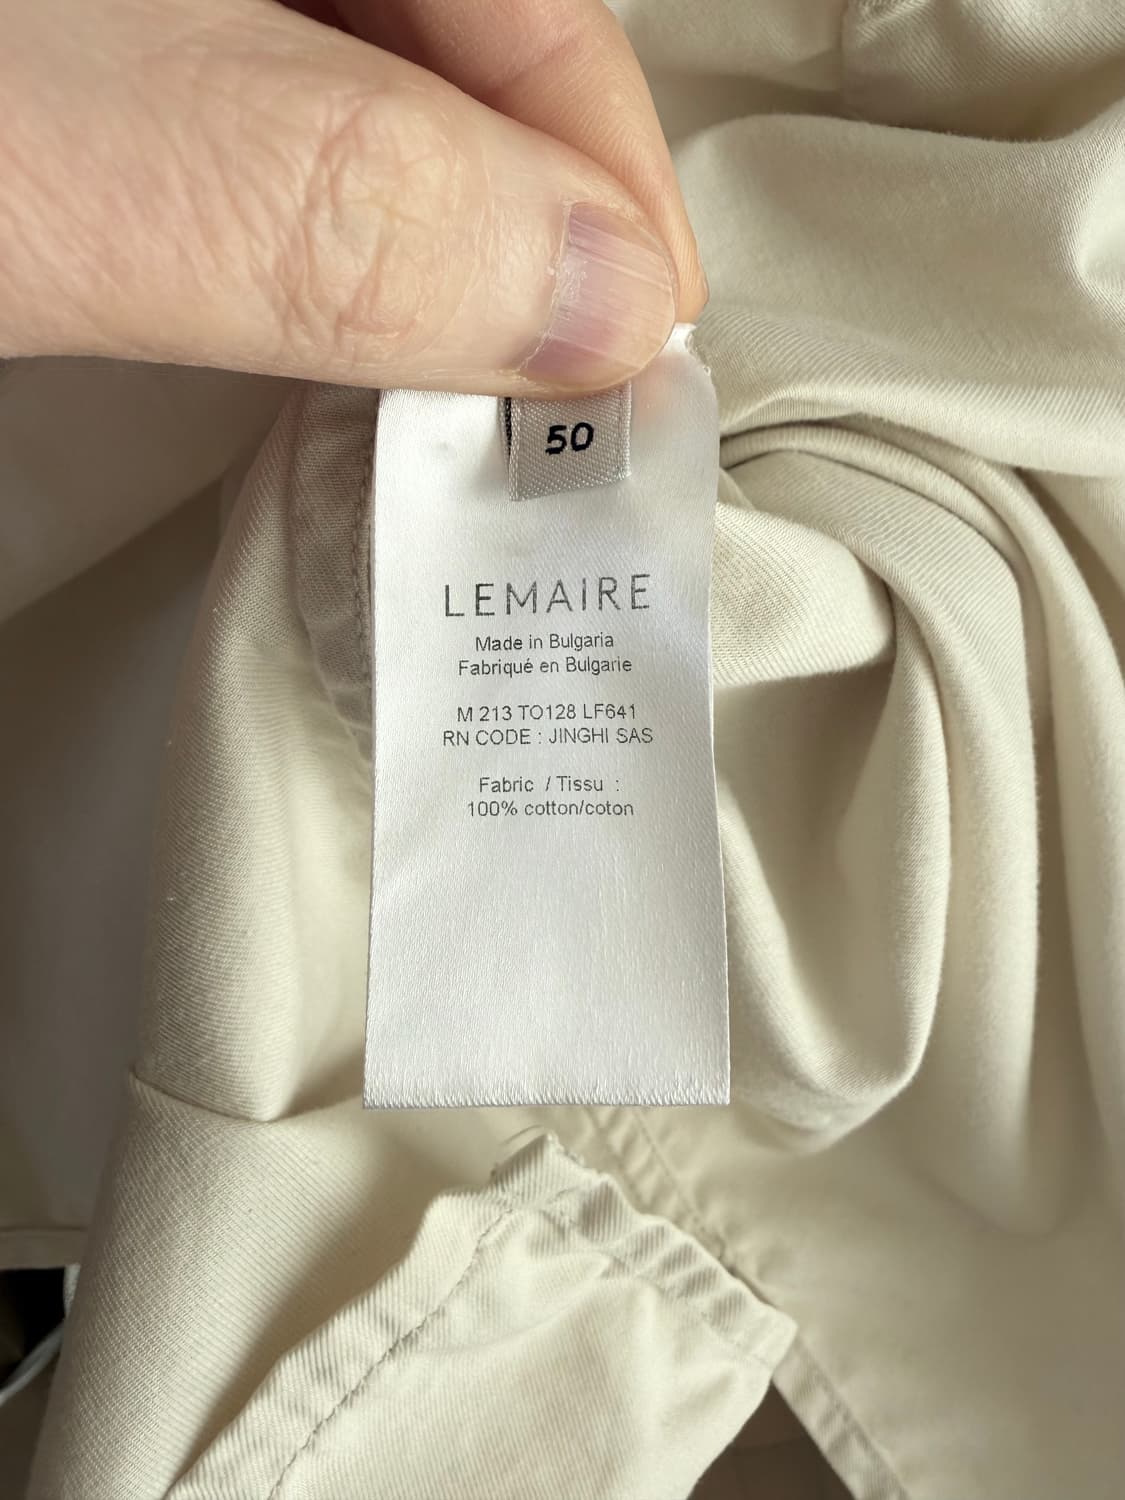 50
LEMAIRE
Made in Bulgaria
Fabriqué en Bulgarie
M 213 TO128 LF641
RN CODE : JINGHI SAS
Fabric / Tissu :
100% cotton/coton